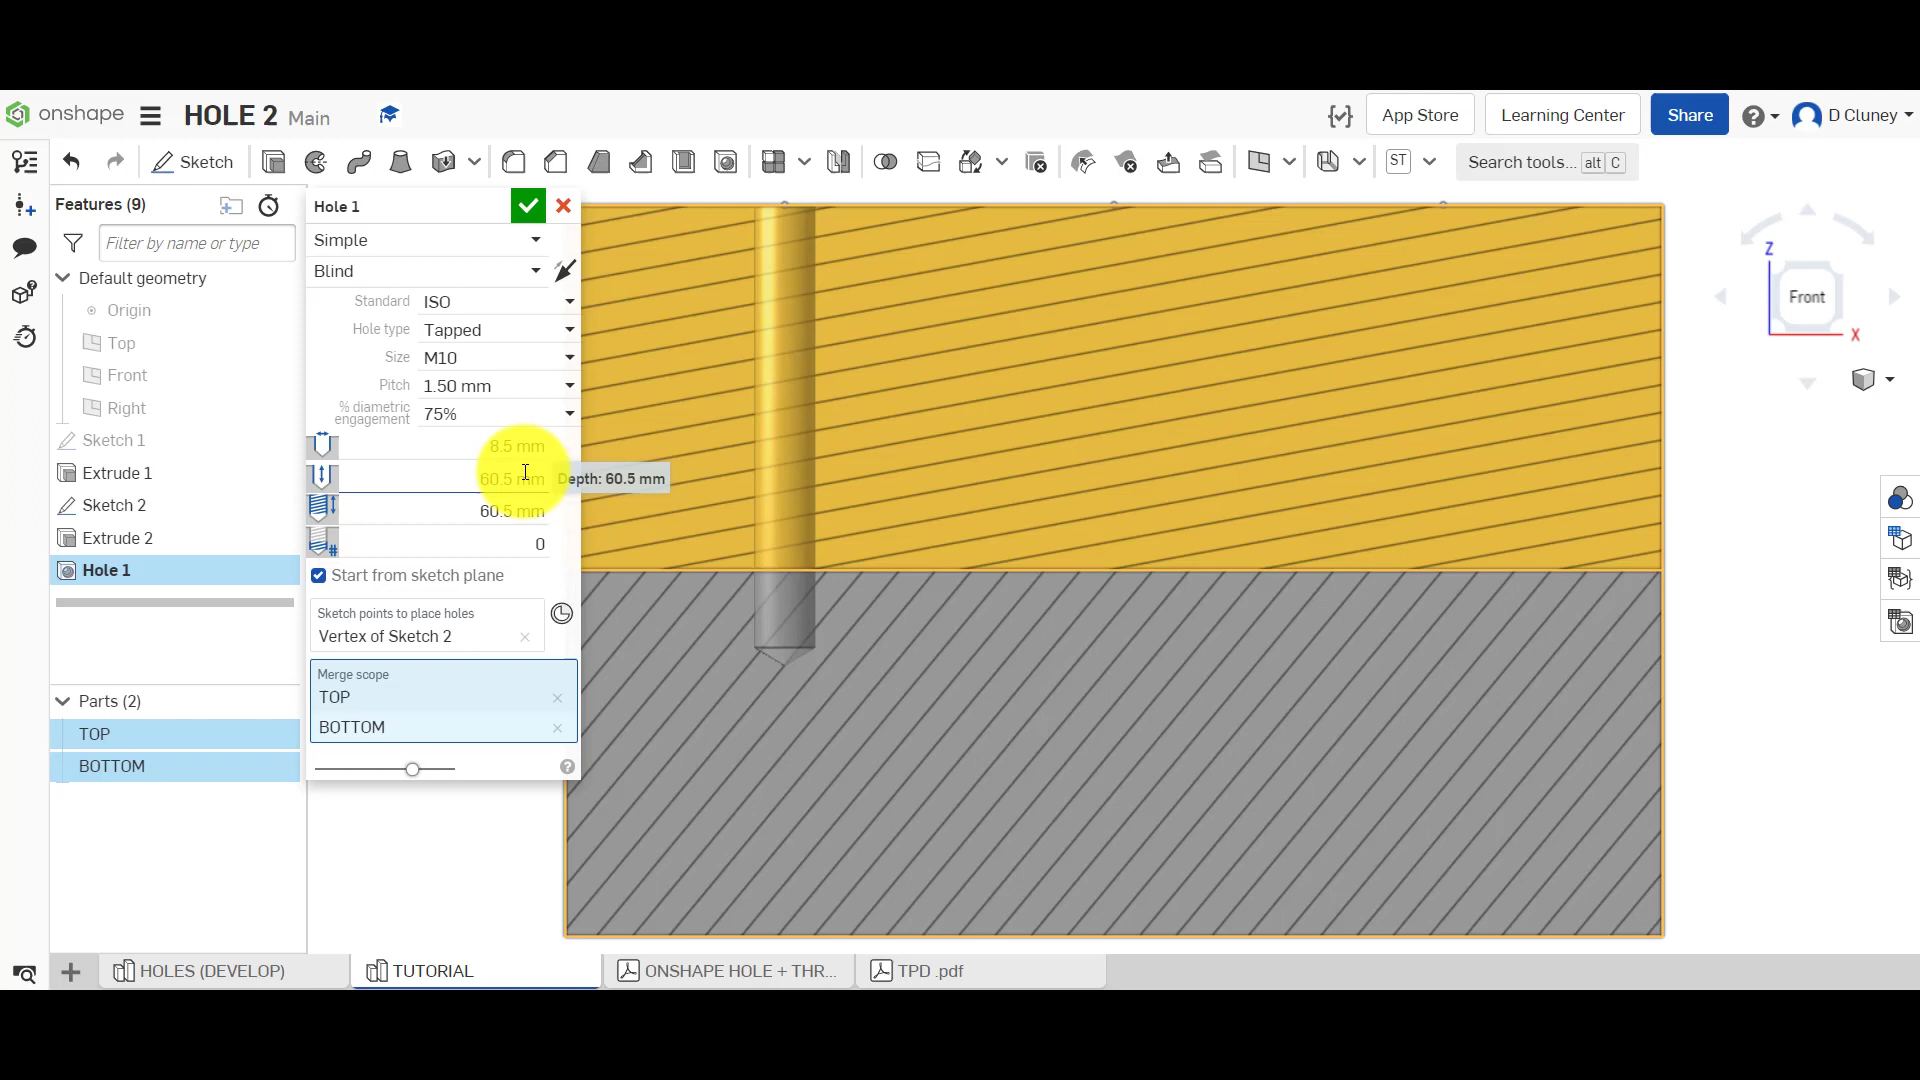 onshape HOLE 2 Main App Store Learning Center Share D Cluney
Sketch ST Search tools... alt C
Features (9)
Filter by name or type
Default geometry
Origin
Top
Front
Right
Sketch 1
Extrude 1
Sketch 2
Extrude 2
Hole 1
Parts (2)
TOP
BOTTOM
Hole 1
Simple
Blind
Standard ISO
Hole type Tapped
Size M10
Pitch 1.50 mm
% diametric
engagement 75%
8.5 mm
60.5 mm
Depth: 60.5 mm
60.5 mm
0
Start from sketch plane
Sketch points to place holes
Vertex of Sketch 2
Merge scope
TOP
BOTTOM
Z
Front
X
HOLES (DEVELOP) TUTORIAL ONSHAPE HOLE + THR... TPD .pdf